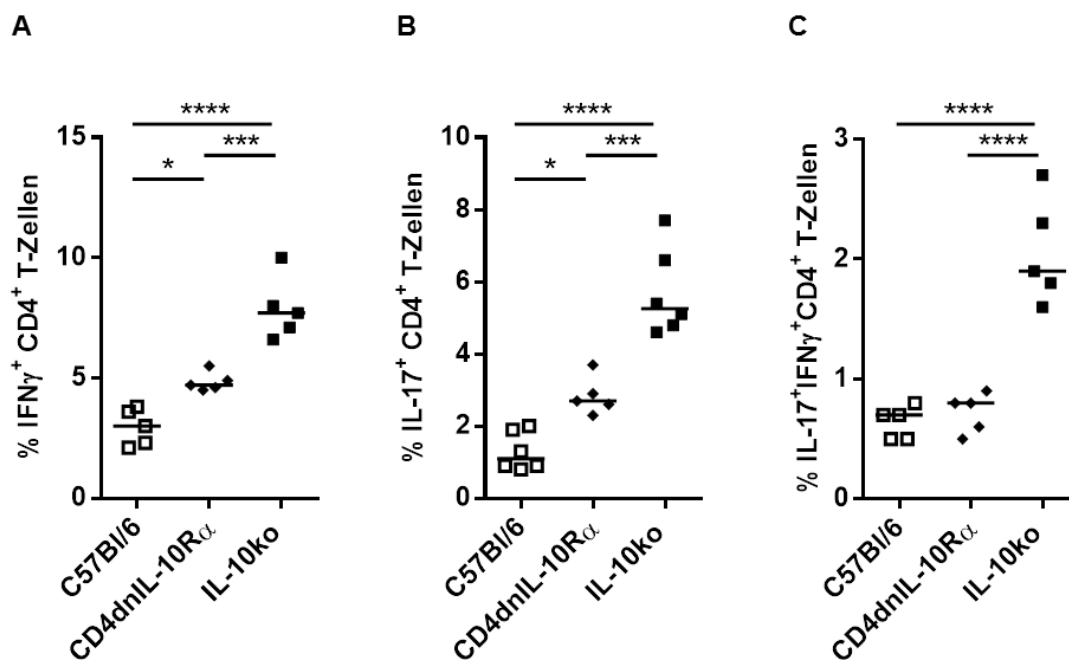 A
B
C
****
***
*
15
10
5
0
% IFNγ+ CD4+ T-Zellen
C57Bl/6
CD4dnIL-10Rα
IL-10ko
****
***
*
10
8
6
4
2
0
% IL-17+ CD4+ T-Zellen
C57Bl/6
CD4dnIL-10Rα
IL-10ko
****
****
3
2
1
0
% IL-17+IFNγ+CD4+ T-Zellen
C57Bl/6
CD4dnIL-10Rα
IL-10ko